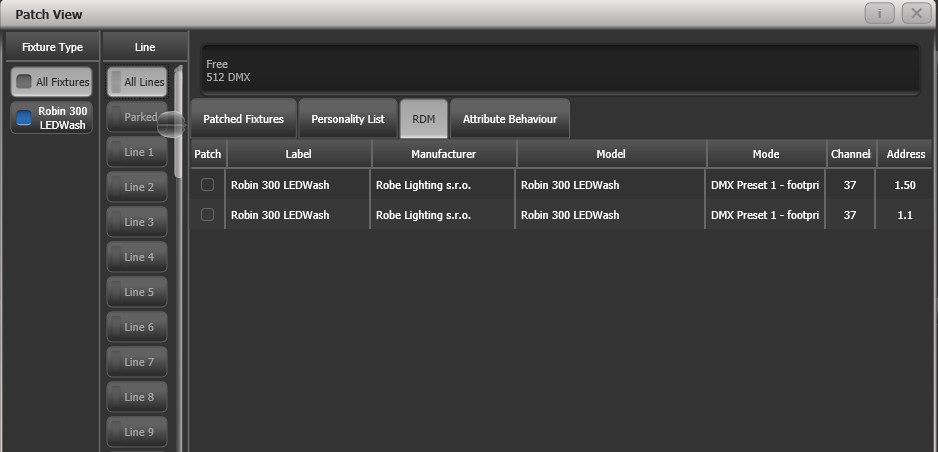 Patch View
i
Fixture Type
All Fixtures
Robin 300
LEDWash
Line
All Lines
Parked
Line 1
Line 2
Line 3
Line 4
Line 5
Line 6
Line 7
Line 8
Line 9
Free
512 DMX
Patched Fixtures Personality List RDM Attribute Behaviour
Patch Label Manufacturer Model Mode Channel Address
Robin 300 LEDWash Robe Lighting s.r.o. Robin 300 LEDWash DMX Preset 1 - footpri 37 1.50
Robin 300 LEDWash Robe Lighting s.r.o. Robin 300 LEDWash DMX Preset 1 - footpri 37 1.1